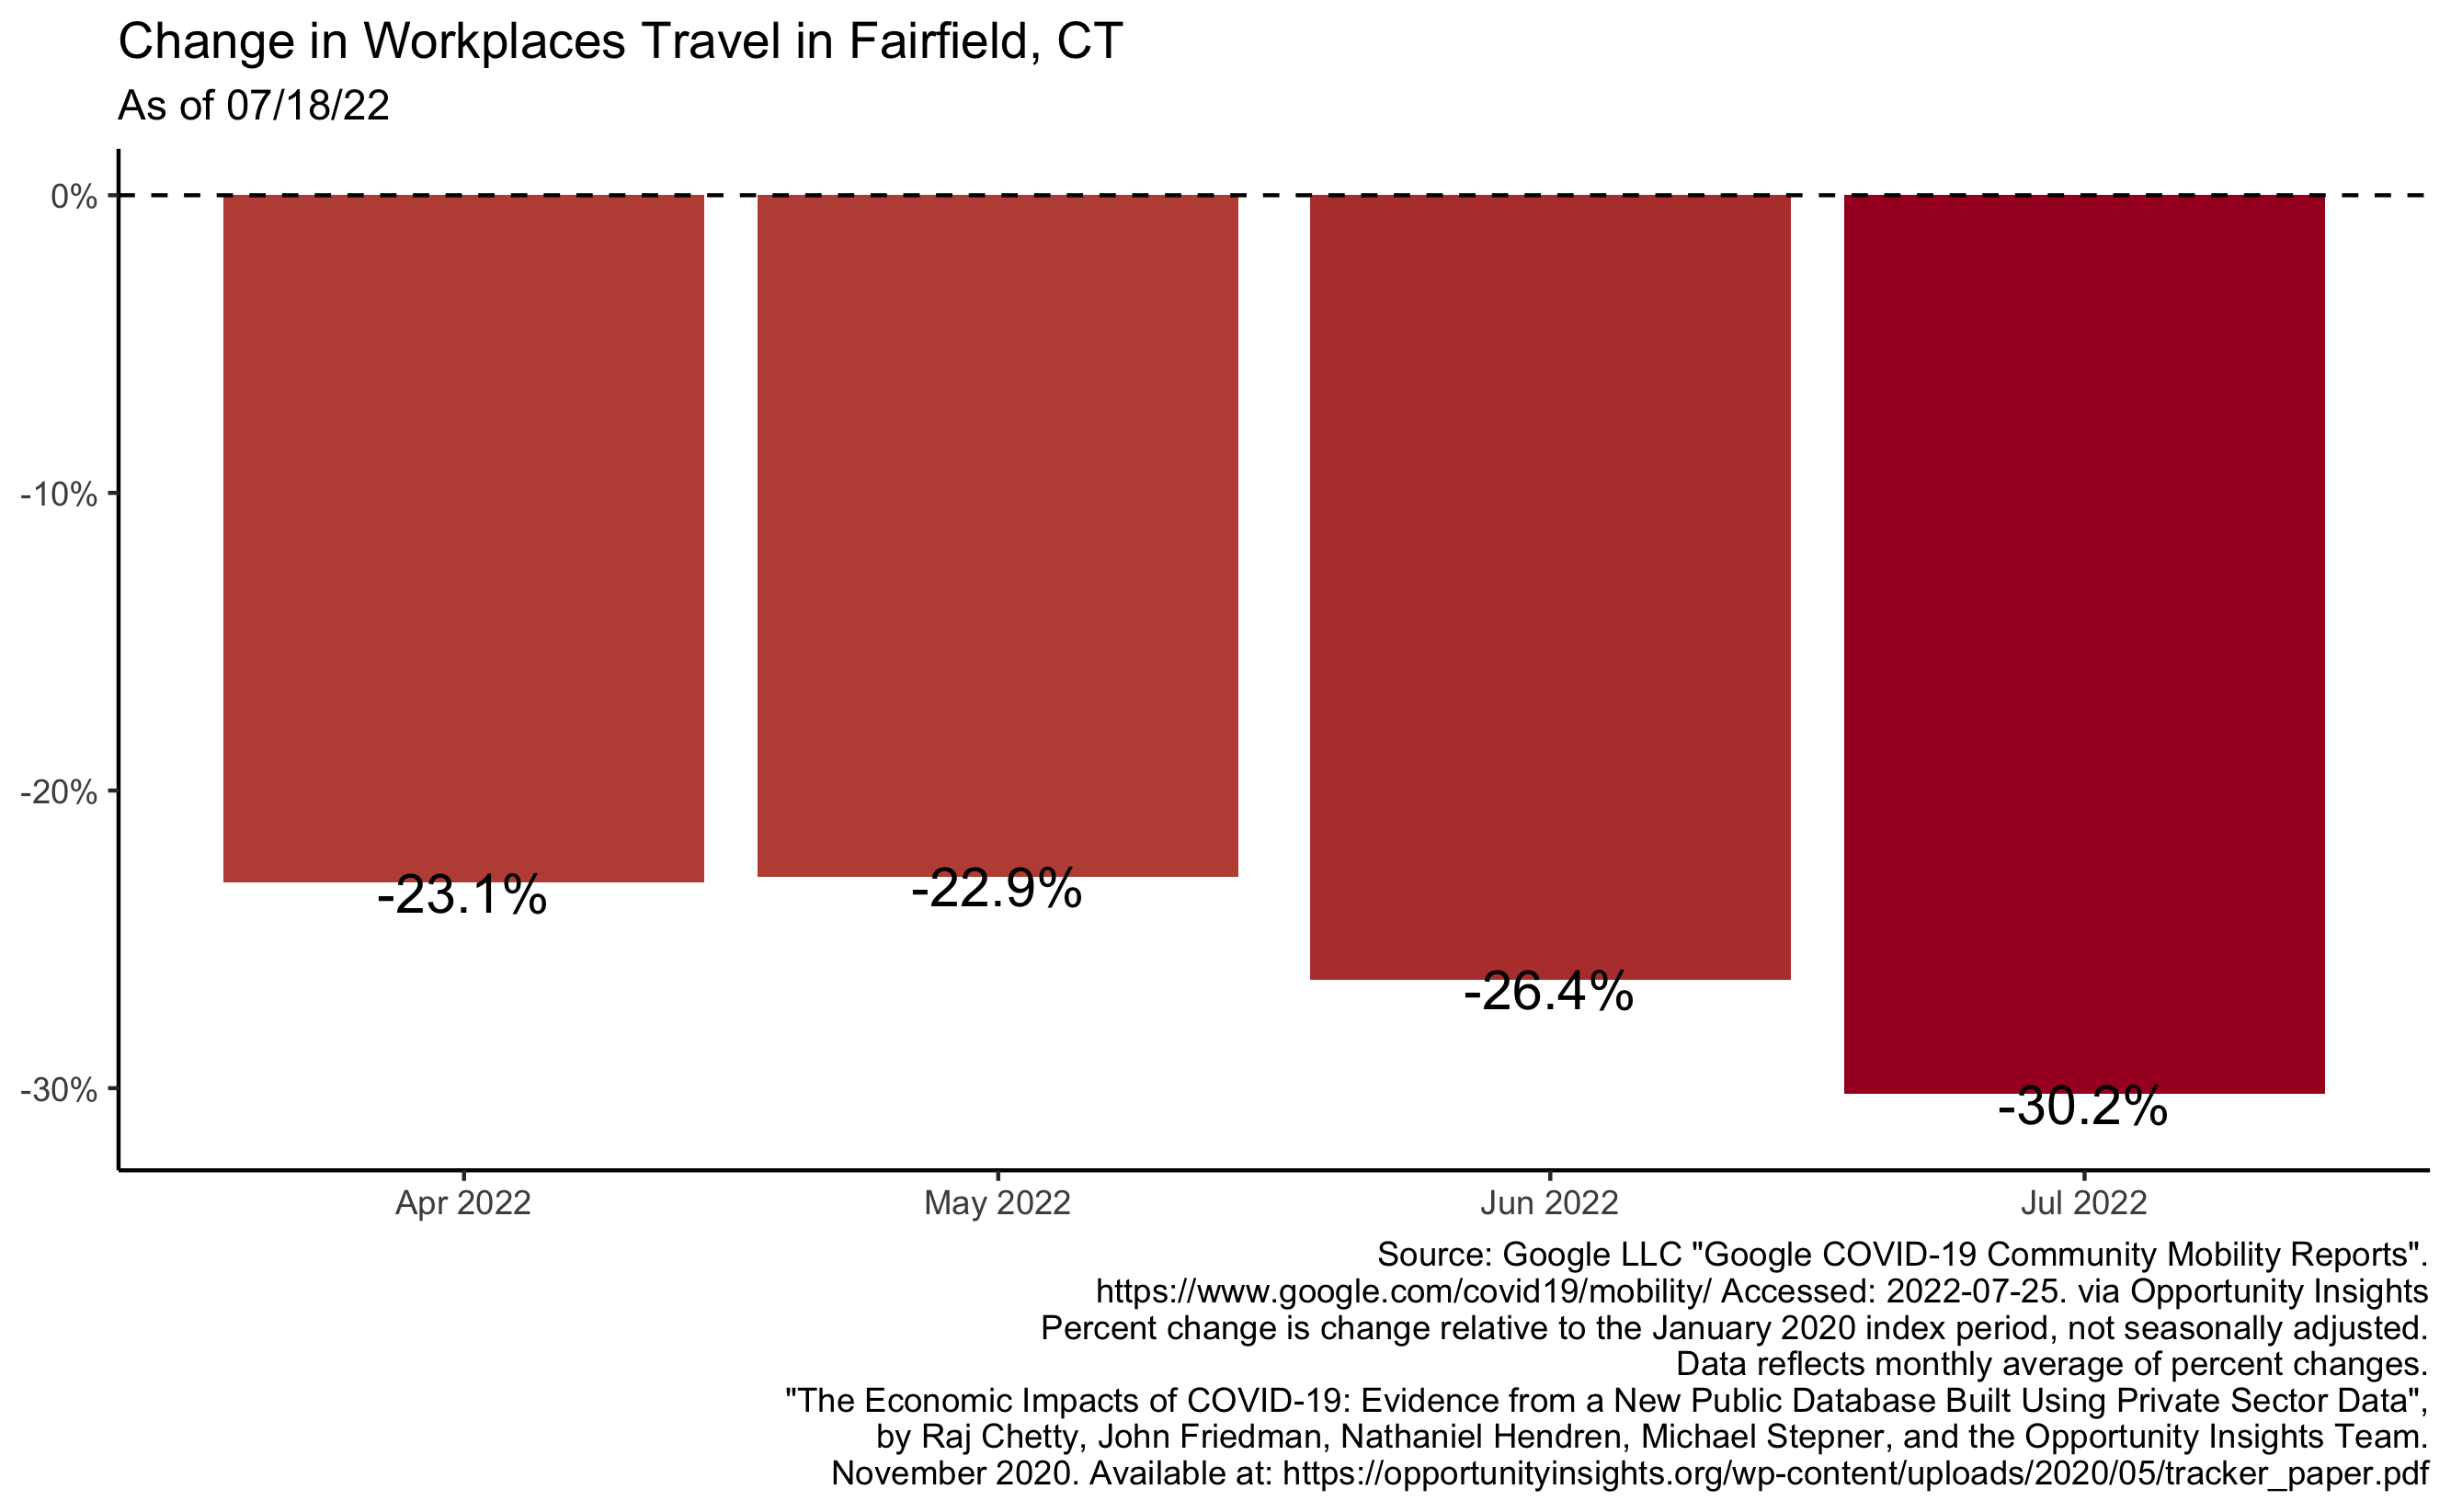 Change in Workplaces Travel in Fairfield, CT
As of 07/18/22
0%
-10%
-20%
-30%
-23.1%
-22.9%
-26.4%
-30.2%
Apr 2022
May 2022
Jun 2022
Jul 2022
Source: Google LLC "Google COVID-19 Community Mobility Reports".
https://www.google.com/covid19/mobility/ Accessed: 2022-07-25. via Opportunity Insights
Percent change is change relative to the January 2020 index period, not seasonally adjusted.
Data reflects monthly average of percent changes.
"The Economic Impacts of COVID-19: Evidence from a New Public Database Built Using Private Sector Data",
by Raj Chetty, John Friedman, Nathaniel Hendren, Michael Stepner, and the Opportunity Insights Team.
November 2020. Available at: https://opportunityinsights.org/wp-content/uploads/2020/05/tracker_paper.pdf